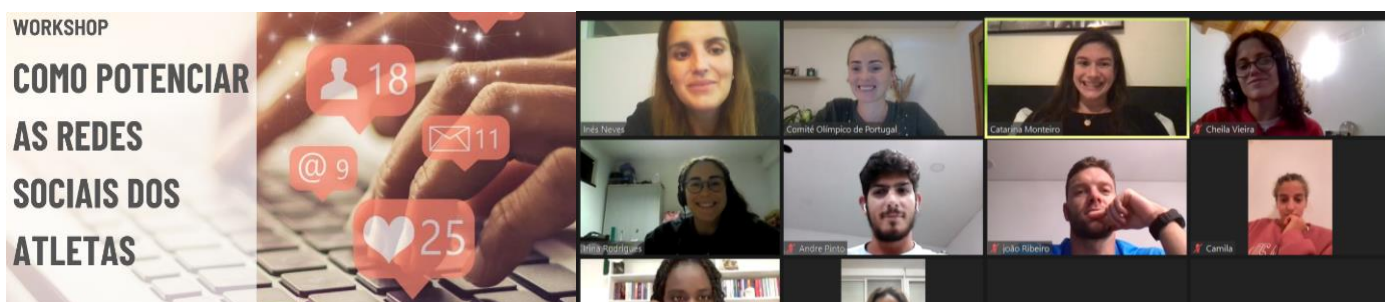 WORKSHOP
COMO POTENCIAR
AS REDES
SOCIAIS DOS
ATLETAS
18
11
@ 9
25
Inês Neves
Comité Olímpico de Portugal
Catarina Monteiro
Cheila Vieira
Irina Rodrigues
Andre Pinto
joão Ribeiro
Camila